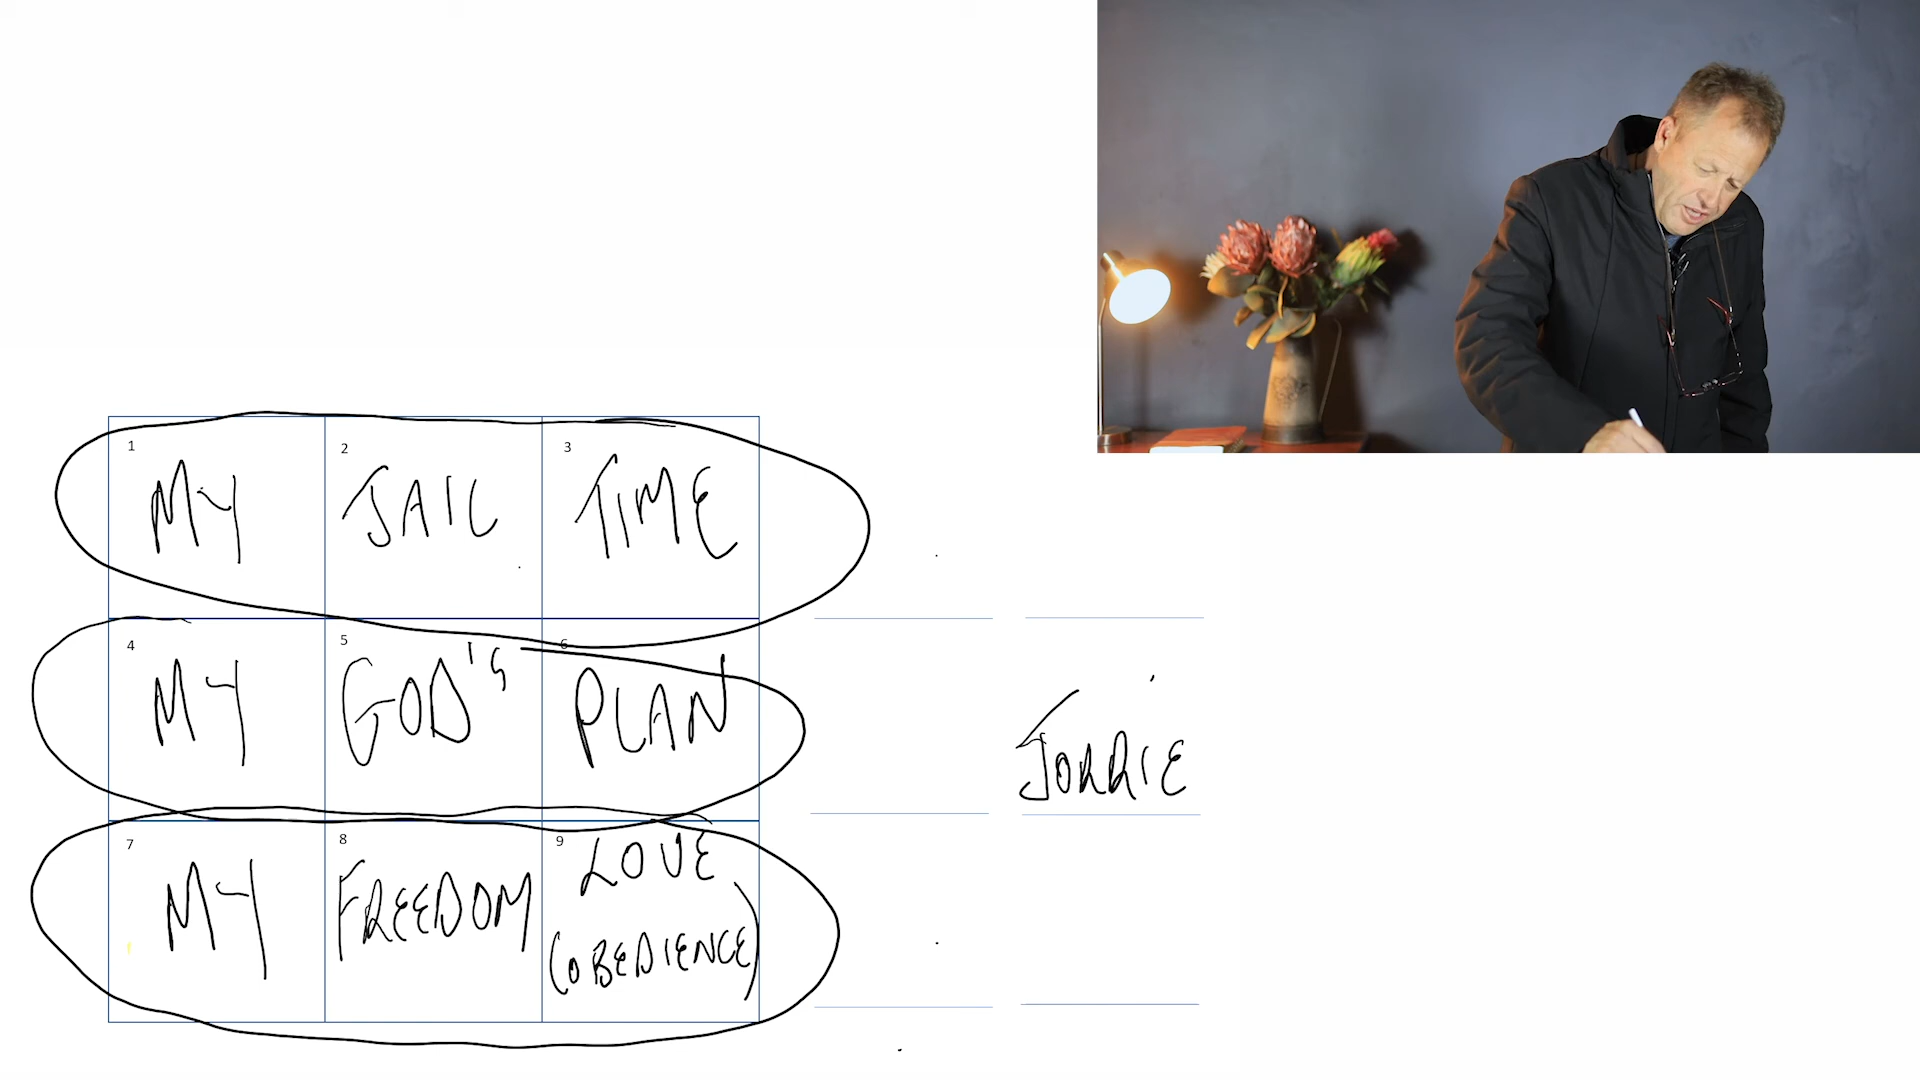 1 2 3
MY JAIL TIME
4 5 6
MY GOD'S PLAN
JORRIE
7 8 9
MY FREEDOM LOVE
(OBEDIENCE)